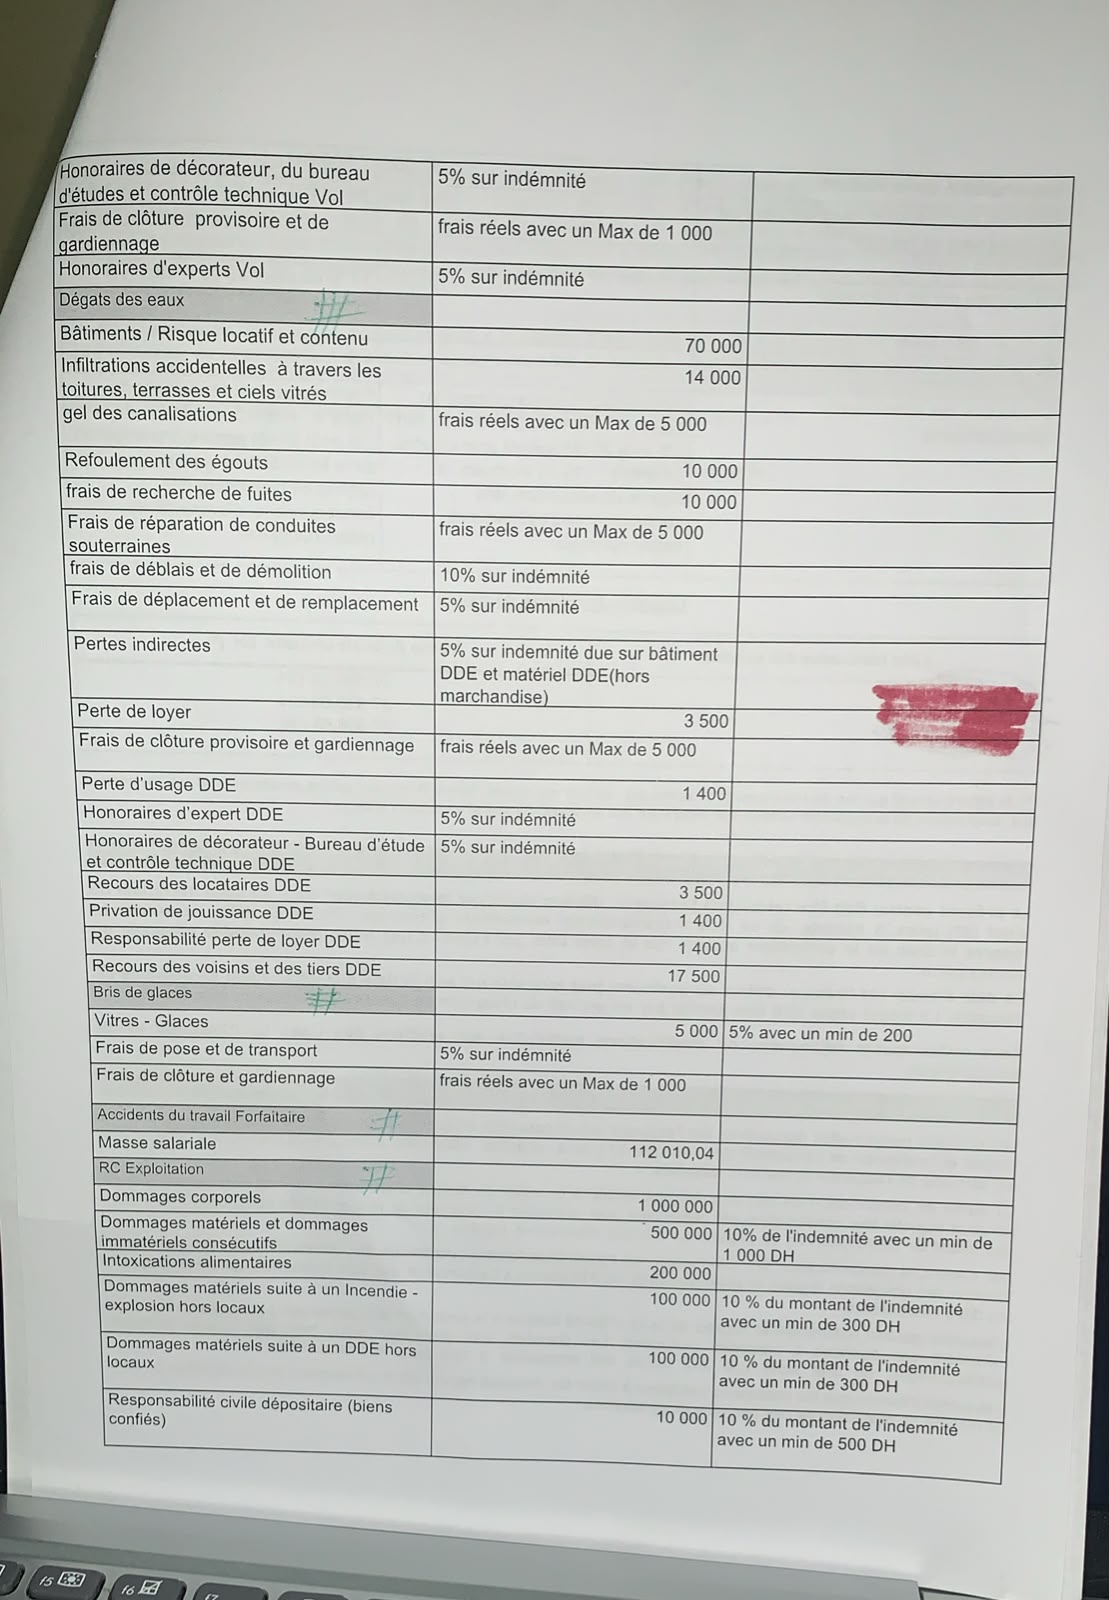 Honoraires de décorateur, du bureau
d'études et contrôle technique Vol
5% sur indémnité
Frais de clôture provisoire et de
gardiennage
frais réels avec un Max de 1 000
Honoraires d'experts Vol
5% sur indémnité
Dégats des eaux
Bâtiments / Risque locatif et contenu
70 000
Infiltrations accidentelles à travers les
toitures, terrasses et ciels vitrés
14 000
gel des canalisations
frais réels avec un Max de 5 000
Refoulement des égouts
10 000
frais de recherche de fuites
10 000
Frais de réparation de conduites
souterraines
frais réels avec un Max de 5 000
frais de déblais et de démolition
10% sur indémnité
Frais de déplacement et de remplacement
5% sur indémnité
Pertes indirectes
5% sur indemnité due sur bâtiment
DDE et matériel DDE(hors
marchandise)
Perte de loyer
3 500
Frais de clôture provisoire et gardiennage
frais réels avec un Max de 5 000
Perte d'usage DDE
1 400
Honoraires d'expert DDE
5% sur indémnité
Honoraires de décorateur - Bureau d'étude
et contrôle technique DDE
5% sur indémnité
Recours des locataires DDE
3 500
Privation de jouissance DDE
1 400
Responsabilité perte de loyer DDE
1 400
Recours des voisins et des tiers DDE
17 500
Bris de glaces
Vitres - Glaces
5 000
5% avec un min de 200
Frais de pose et de transport
5% sur indémnité
Frais de clôture et gardiennage
frais réels avec un Max de 1 000
Accidents du travail Forfaitaire
Masse salariale
112 010,04
RC Exploitation
Dommages corporels
1 000 000
Dommages matériels et dommages
immatériels consécutifs
500 000
10% de l'indemnité avec un min de
1 000 DH
Intoxications alimentaires
200 000
Dommages matériels suite à un Incendie -
explosion hors locaux
100 000
10 % du montant de l'indemnité
avec un min de 300 DH
Dommages matériels suite à un DDE hors
locaux
100 000
10 % du montant de l'indemnité
avec un min de 300 DH
Responsabilité civile dépositaire (biens
confiés)
10 000
10 % du montant de l'indemnité
avec un min de 500 DH
f5
f6